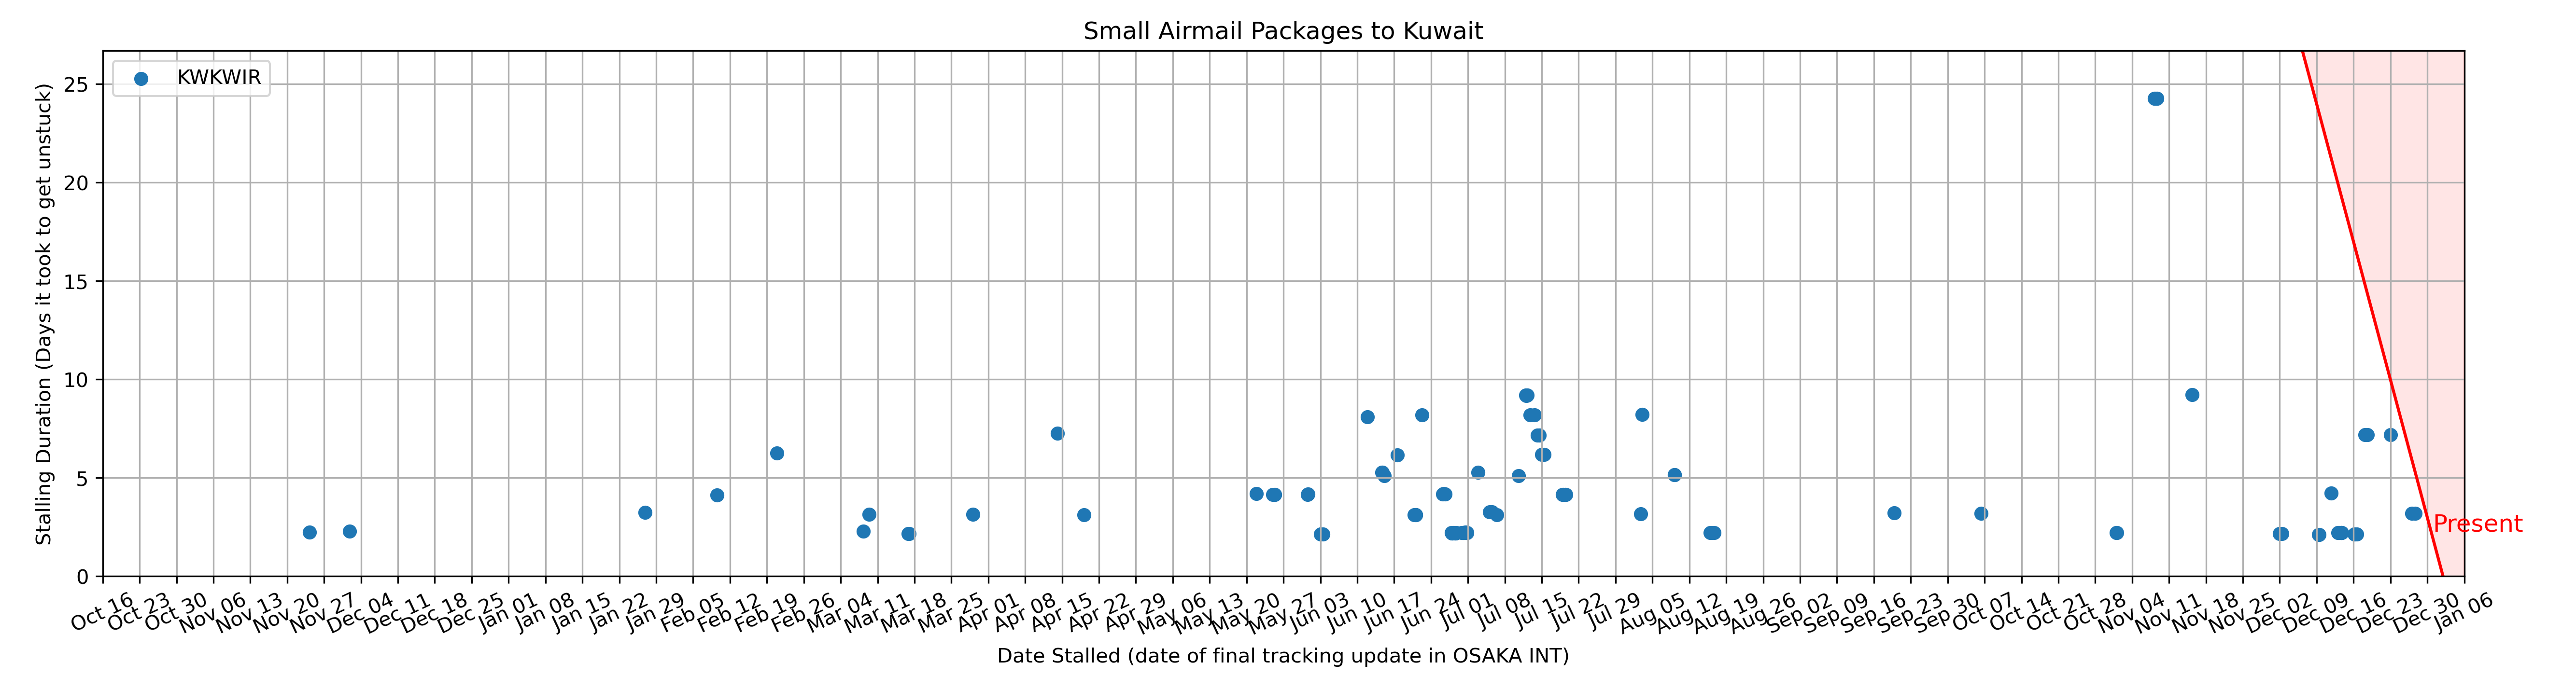 Small Airmail Packages to Kuwait
KWKWIR
Stalling Duration (Days it took to get unstuck)
25
20
15
10
5
0
Present
Oct 16 Oct 23 Oct 30 Nov 06 Nov 13 Nov 20 Nov 27 Dec 04 Dec 11 Dec 18 Dec 25 Jan 01 Jan 08 Jan 15 Jan 22 Jan 29 Feb 05 Feb 12 Feb 19 Feb 26 Mar 04 Mar 11 Mar 18 Mar 25 Apr 01 Apr 08 Apr 15 Apr 22 Apr 29 May 06 May 13 May 20 May 27 Jun 03 Jun 10 Jun 17 Jun 24 Jul 01 Jul 08 Jul 15 Jul 22 Jul 29 Aug 05 Aug 12 Aug 19 Aug 26 Sep 02 Sep 09 Sep 16 Sep 23 Sep 30 Oct 07 Oct 14 Oct 21 Oct 28 Nov 04 Nov 11 Nov 18 Nov 25 Dec 02 Dec 09 Dec 16 Dec 23 Dec 30 Jan 06
Date Stalled (date of final tracking update in OSAKA INT)